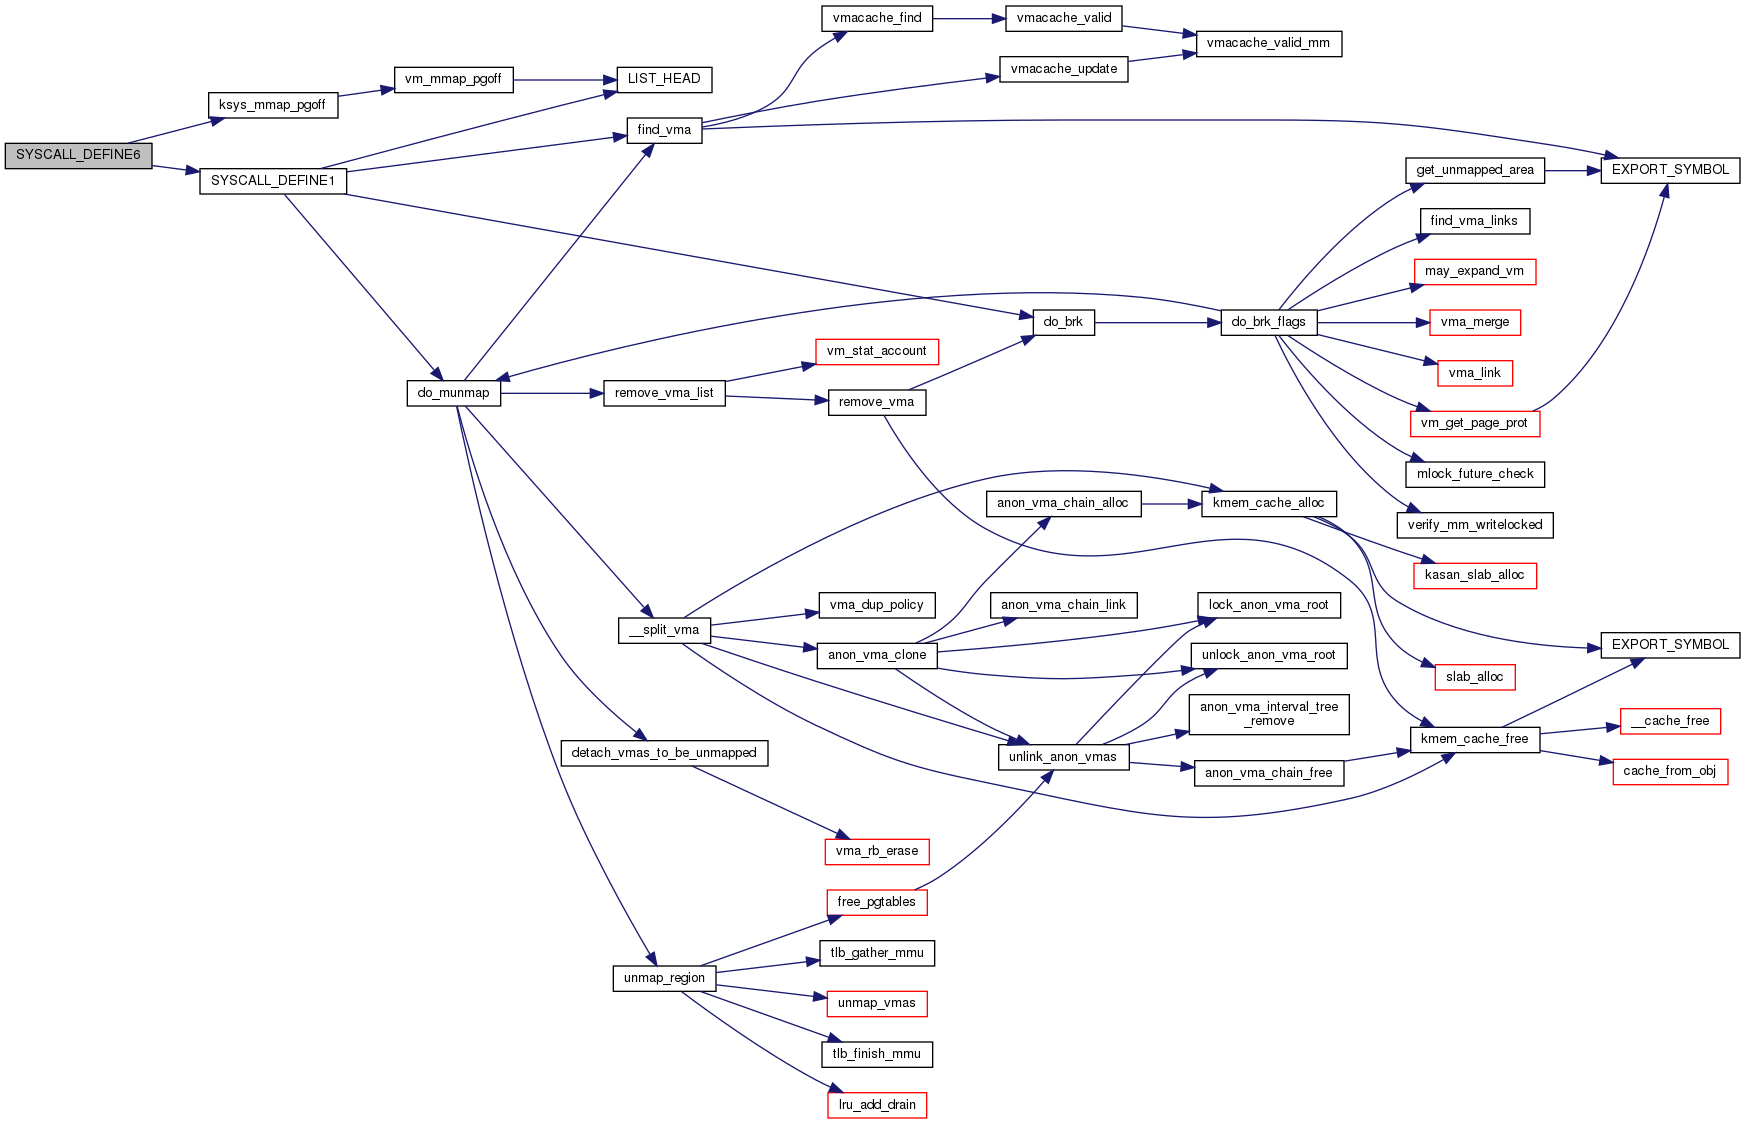 vmacache_find
vmacache_valid
vmacache_valid_mm
vmacache_update
vm_mmap_pgoff
LIST_HEAD
ksys_mmap_pgoff
find_vma
SYSCALL_DEFINE6
SYSCALL_DEFINE1
get_unmapped_area
EXPORT_SYMBOL
find_vma_links
may_expand_vm
do_brk
do_brk_flags
vma_merge
vm_stat_account
vma_link
do_munmap
remove_vma_list
remove_vma
vm_get_page_prot
mlock_future_check
anon_vma_chain_alloc
kmem_cache_alloc
verify_mm_writelocked
kasan_slab_alloc
vma_dup_policy
anon_vma_chain_link
lock_anon_vma_root
__split_vma
anon_vma_clone
unlock_anon_vma_root
EXPORT_SYMBOL
slab_alloc
anon_vma_interval_tree
_remove
__cache_free
detach_vmas_to_be_unmapped
unlink_anon_vmas
kmem_cache_free
anon_vma_chain_free
cache_from_obj
vma_rb_erase
free_pgtables
tlb_gather_mmu
unmap_region
unmap_vmas
tlb_finish_mmu
lru_add_drain